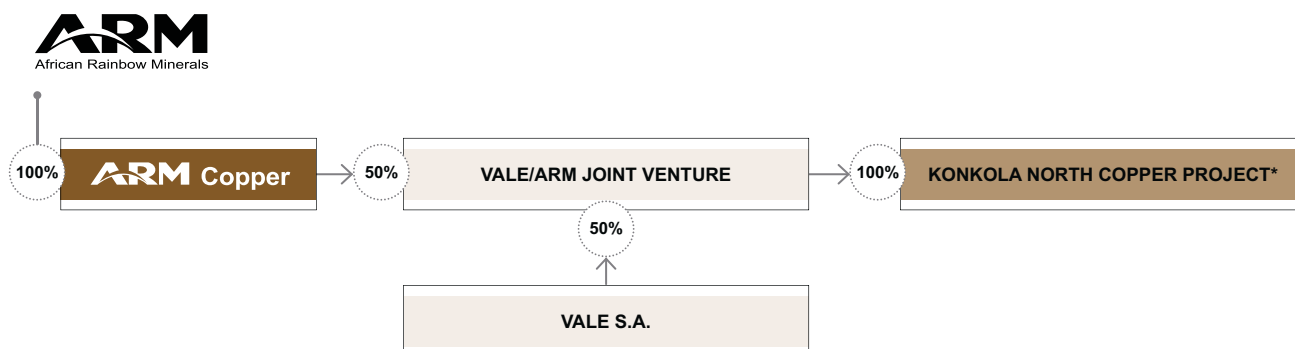 ARM
African Rainbow Minerals
100%
ARM Copper
50%
VALE/ARM JOINT VENTURE
100%
KONKOLA NORTH COPPER PROJECT*
50%
VALE S.A.